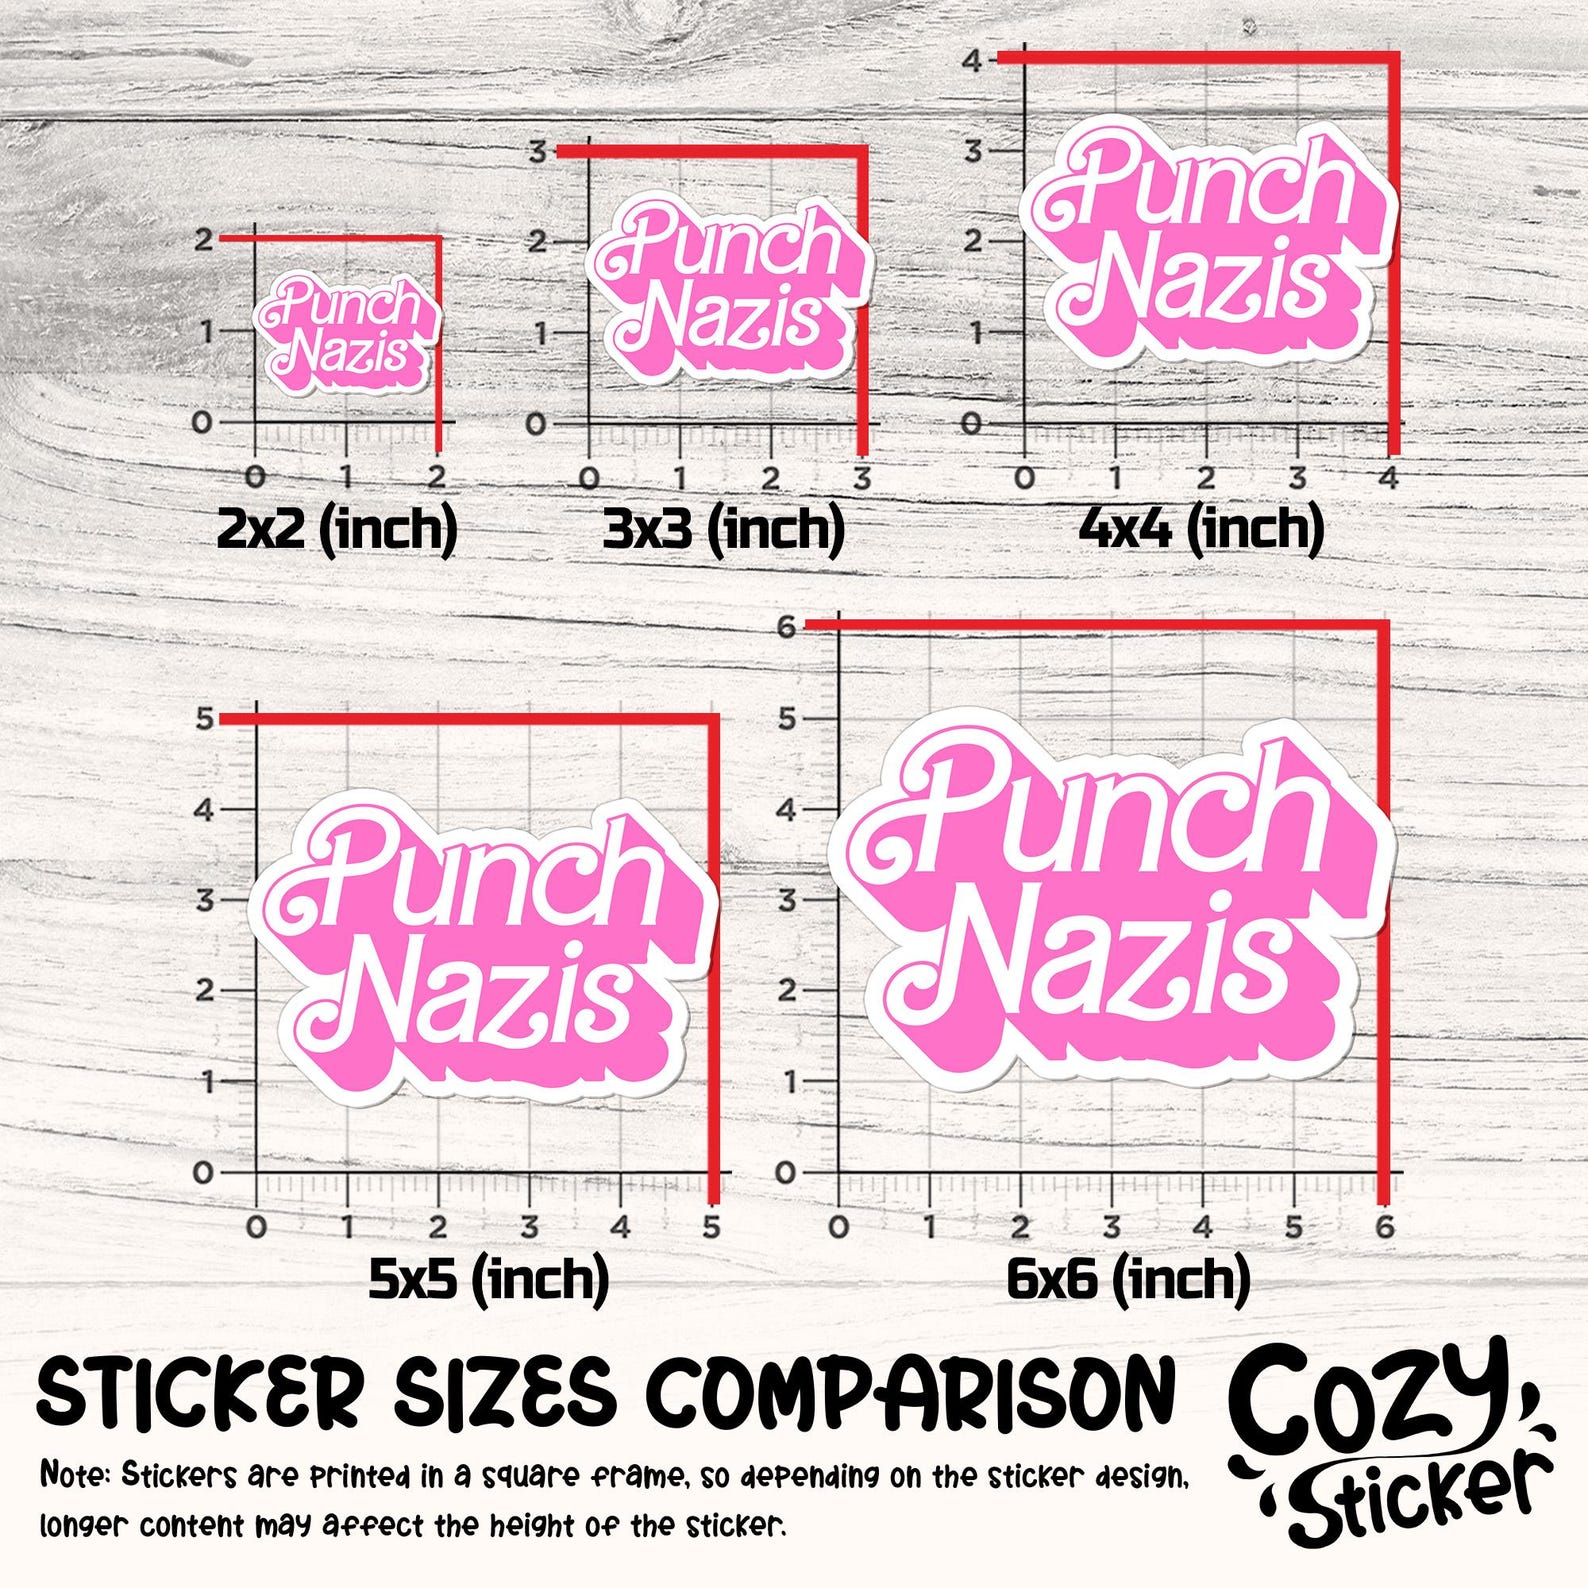 2
1
0
0 1 2
2x2 (inch)
Punch
Nazis
3
2
1
0
0 1 2 3
3x3 (inch)
Punch
Nazis
4
3
2
1
0
0 1 2 3 4
4x4 (inch)
Punch
Nazis
5
4
3
2
1
0
0 1 2 3 4 5
5x5 (inch)
Punch
Nazis
6
5
4
3
2
1
0
0 1 2 3 4 5 6
6x6 (inch)
Punch
Nazis
STICKER SIZES COMPARISON
Note: Stickers are printed in a square frame, so depending on the sticker design,
longer content may affect the height of the sticker.
Cozy
Sticker